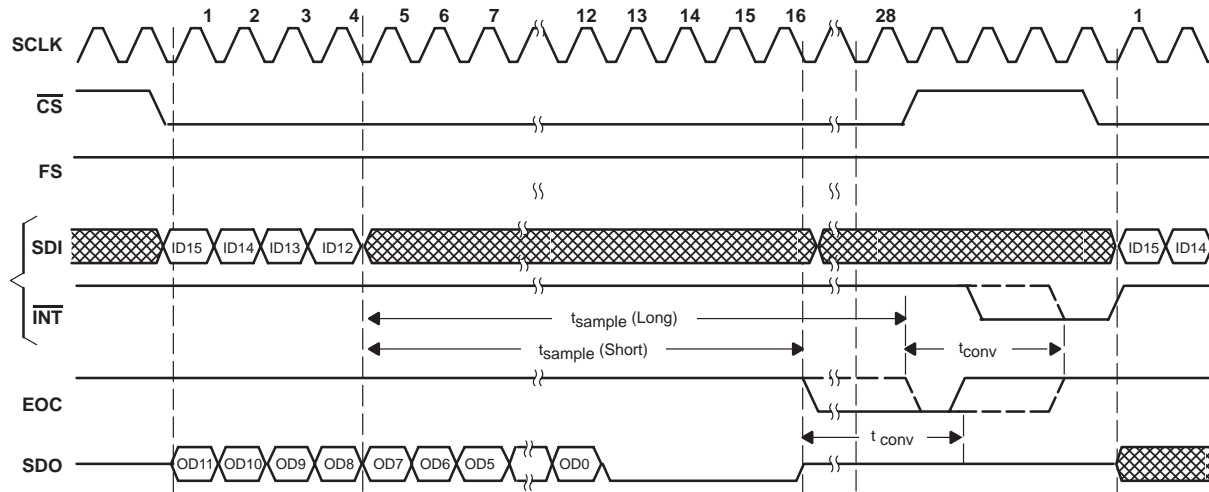 1 2 3 4 5 6 7 12 13 14 15 16 28 1
SCLK
CS
FS
SDI ID15 ID14 ID13 ID12 ID15 ID14
INT
tsample (Long)
tconv
tsample (Short)
EOC
t conv
SDO OD11 OD10 OD9 OD8 OD7 OD6 OD5 OD0